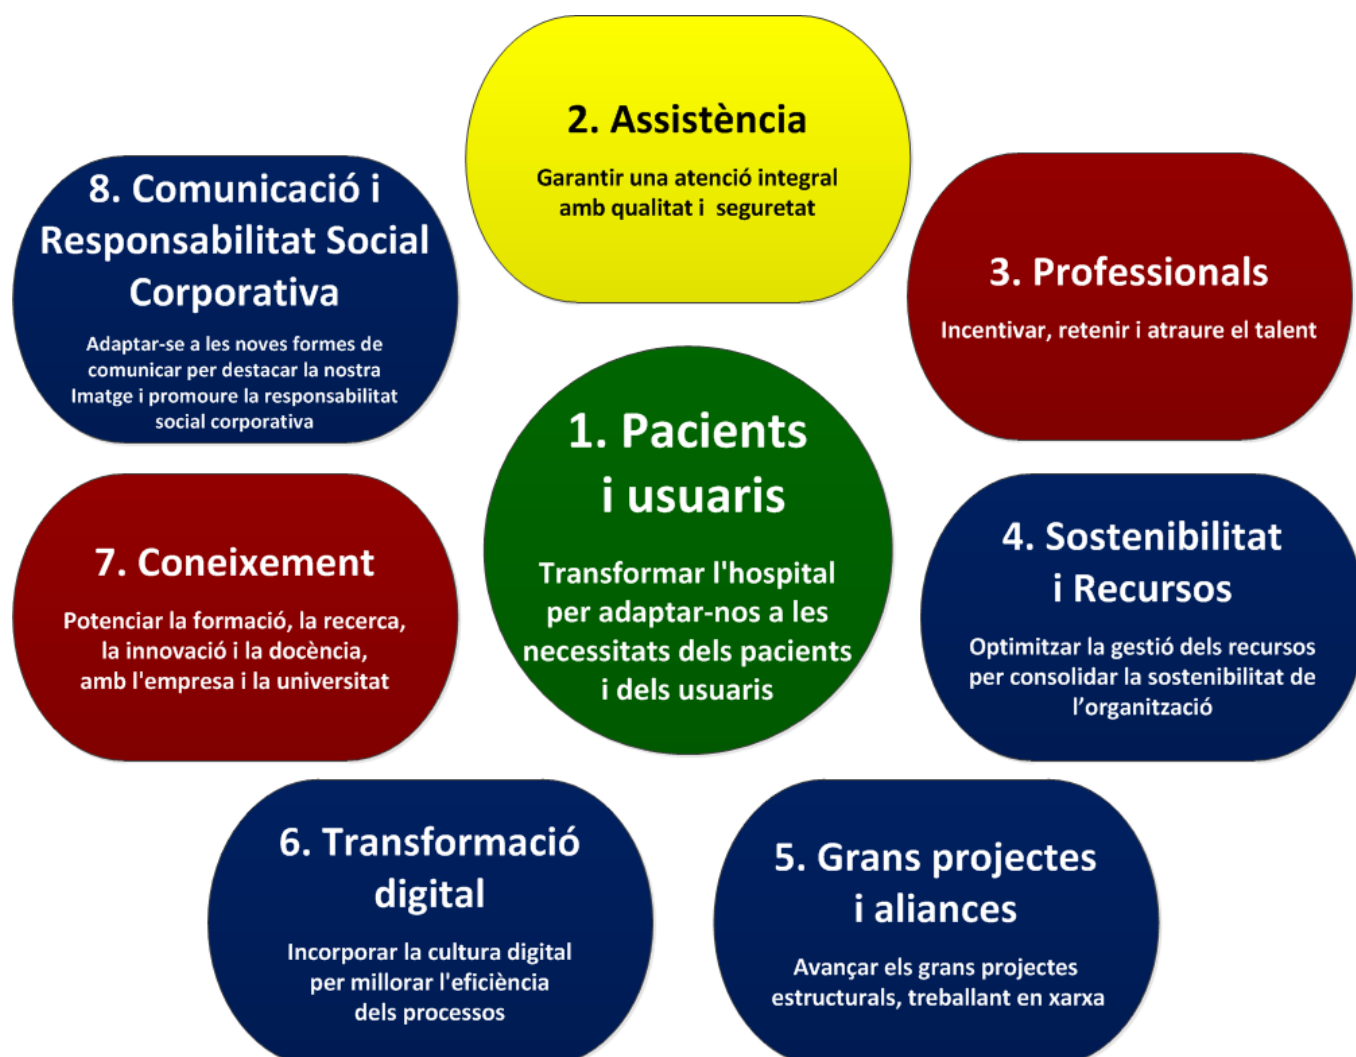 1. Pacients
i usuaris
Transformar l'hospital
per adaptar-nos a les
necessitats dels pacients
i dels usuaris
2. Assistència
Garantir una atenció integral
amb qualitat i  seguretat
3. Professionals
Incentivar, retenir i atraure el talent
4. Sostenibilitat
i Recursos
Optimitzar la gestió dels recursos
per consolidar la sostenibilitat de
l’organització
5. Grans projectes
i aliances
Avançar els grans projectes
estructurals, treballant en xarxa
6. Transformació
digital
Incorporar la cultura digital
per millorar l'eficiència
dels processos
7. Coneixement
Potenciar la formació, la recerca,
la innovació i la docència,
amb l'empresa i la universitat
8. Comunicació i
Responsabilitat Social
Corporativa
Adaptar-se a les noves formes de
comunicar per destacar la nostra
Imatge i promoure la responsabilitat
social corporativa